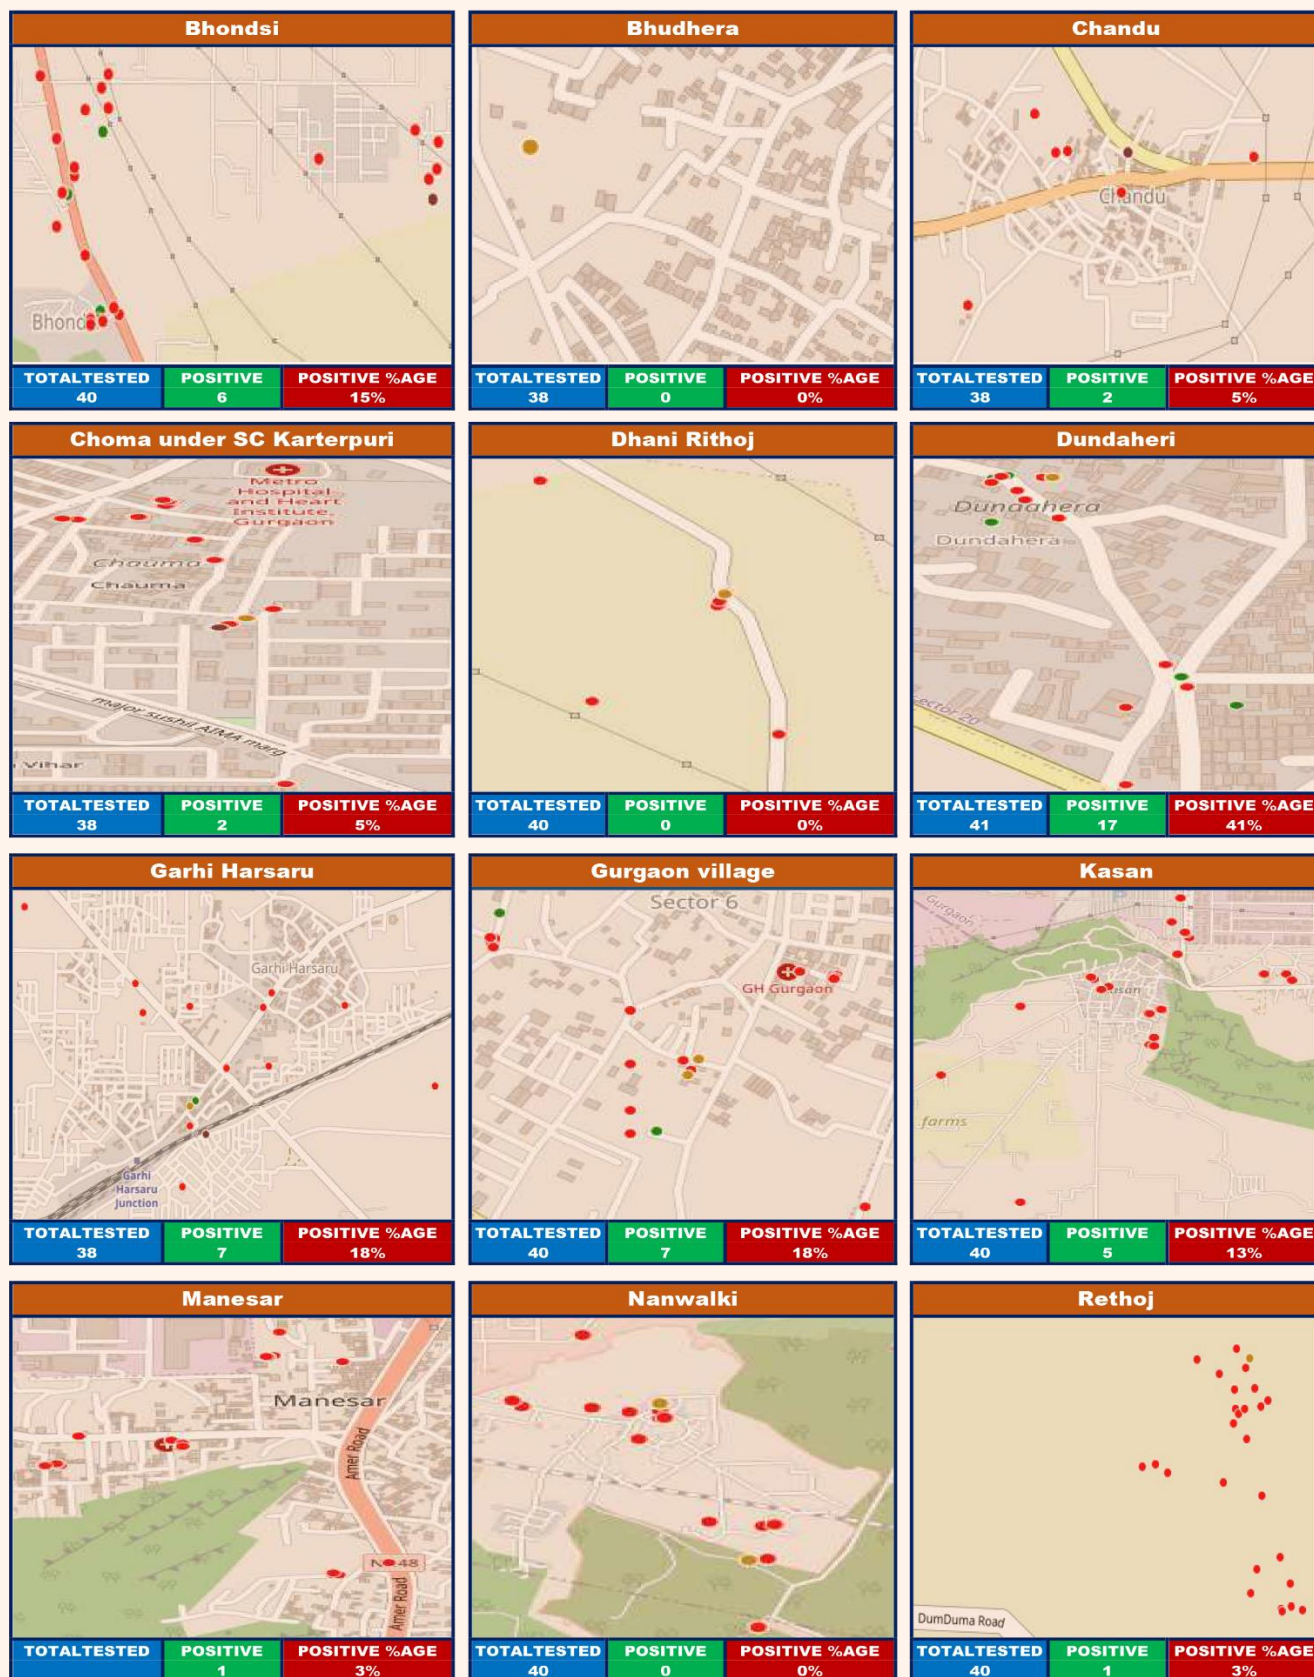 Bhondsi
Bhond
TOTALTESTED POSITIVE POSITIVE %AGE
40 6 15%
Bhudhera
TOTALTESTED POSITIVE POSITIVE %AGE
38 0 0%
Chandu
Chandu
TOTALTESTED POSITIVE POSITIVE %AGE
38 2 5%
Choma under SC Karterpuri
Metro
Hospital
and Heart
Institute,
Gurgaon
Chauma
Chauma
major sushil AIMA marg
Vihar
TOTALTESTED POSITIVE POSITIVE %AGE
38 2 5%
Dhani Rithoj
TOTALTESTED POSITIVE POSITIVE %AGE
40 0 0%
Dundaheri
Dundahera
Dundahera
Sector 20
TOTALTESTED POSITIVE POSITIVE %AGE
41 17 41%
Garhi Harsaru
Garhi Harsaru
Garhi
Harsaru
Junction
TOTALTESTED POSITIVE POSITIVE %AGE
38 7 18%
Gurgaon village
Sector 6
GH Gurgaon
TOTALTESTED POSITIVE POSITIVE %AGE
40 7 18%
Kasan
Gurgaon
asan
farms
TOTALTESTED POSITIVE POSITIVE %AGE
40 5 13%
Manesar
Manesar
Amer Road
N 48
Amer Road
TOTALTESTED POSITIVE POSITIVE %AGE
1 3%
Nanwalki
TOTALTESTED POSITIVE POSITIVE %AGE
40 0 0%
Rethoj
DumDuma Road
TOTALTESTED POSITIVE POSITIVE %AGE
40 1 3%